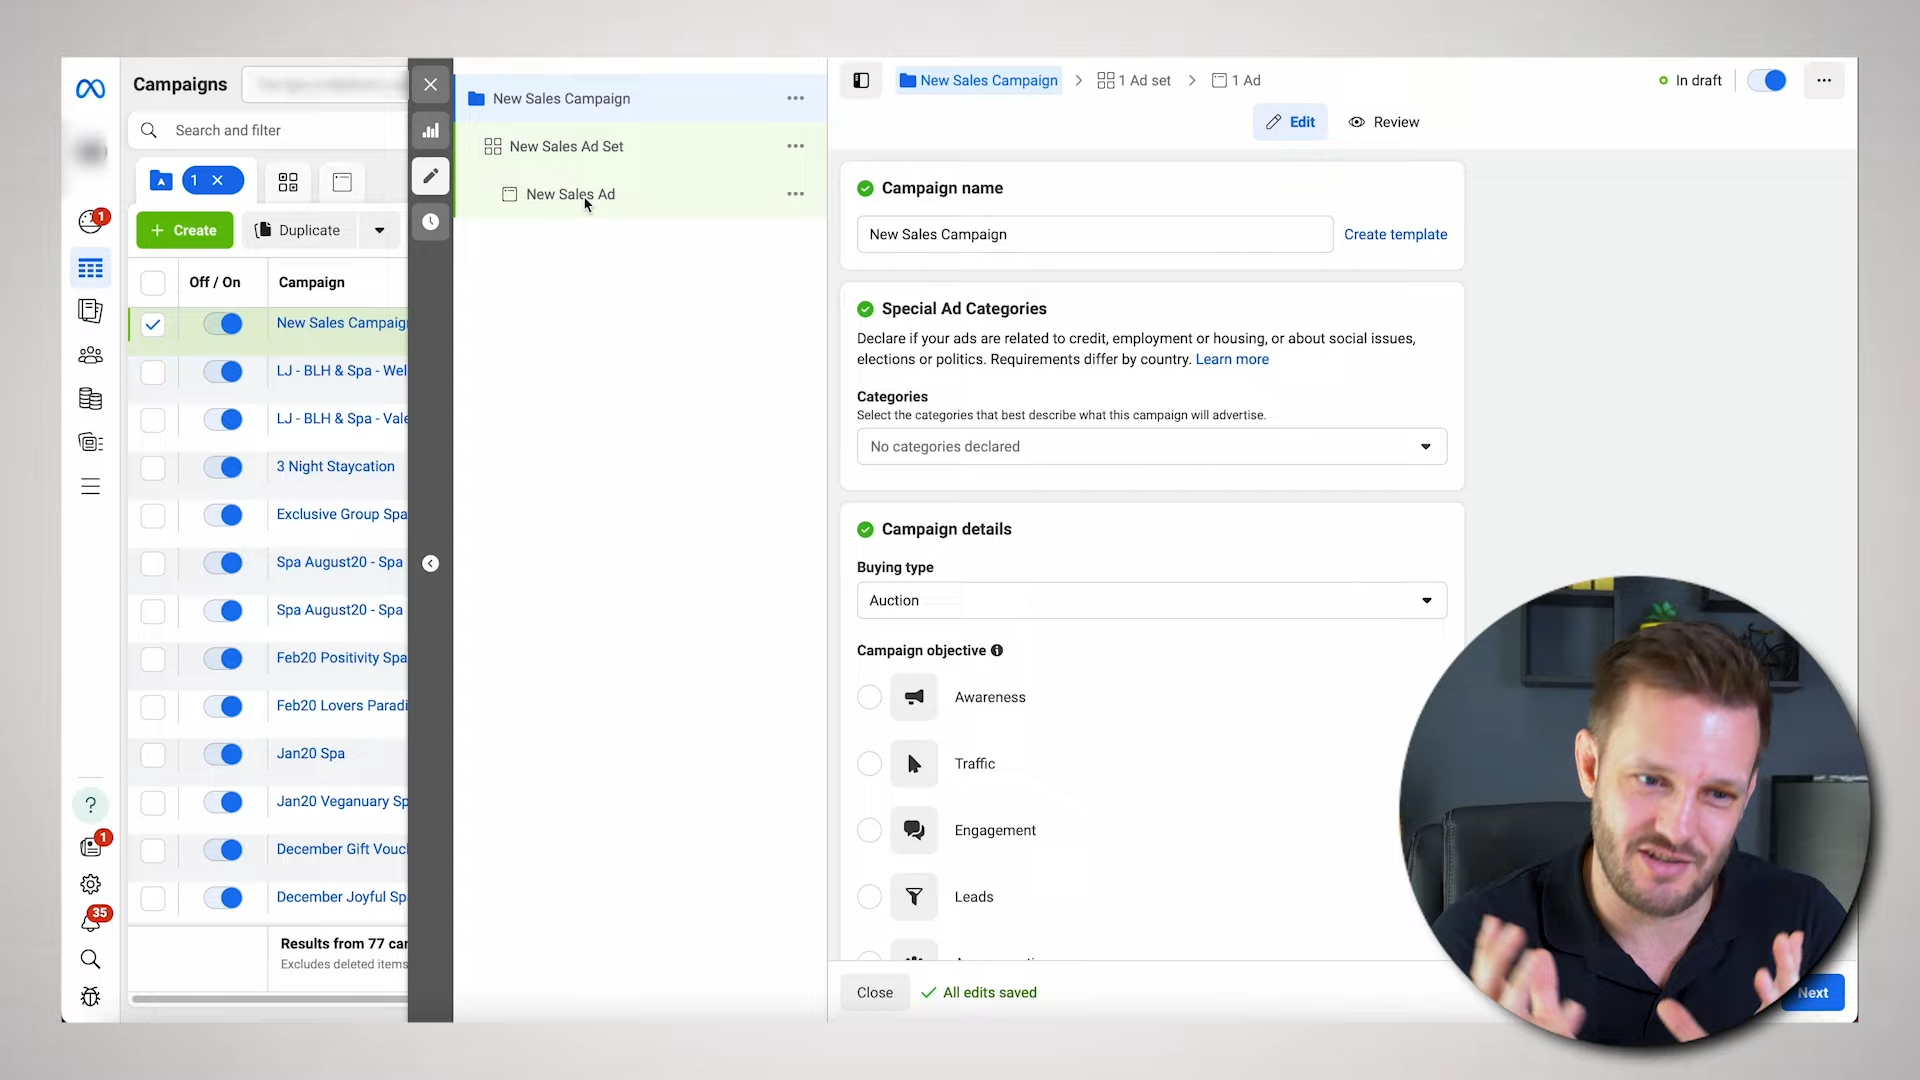 Campaigns
Search and filter
1
Create
Duplicate
Off / On
Campaign
New Sales Campaig
LJ - BLH & Spa - Wel
LJ - BLH & Spa - Vale
3 Night Staycation
Exclusive Group Spa
Spa August20 - Spa
Spa August20 - Spa
Feb20 Positivity Spa
Feb20 Lovers Paradi
Jan20 Spa
Jan20 Veganuary Sp
December Gift Vouc
December Joyful Sp
Results from 77 car
Excludes deleted items
1
?
1
35
New Sales Campaign
New Sales Ad Set
New Sales Ad
New Sales Campaign
1 Ad set
1 Ad
In draft
Edit
Review
Campaign name
New Sales Campaign
Create template
Special Ad Categories
Declare if your ads are related to credit, employment or housing, or about social issues,
elections or politics. Requirements differ by country. Learn more
Categories
Select the categories that best describe what this campaign will advertise.
No categories declared
Campaign details
Buying type
Auction
Campaign objective
Awareness
Traffic
Engagement
Leads
Close
All edits saved
Next